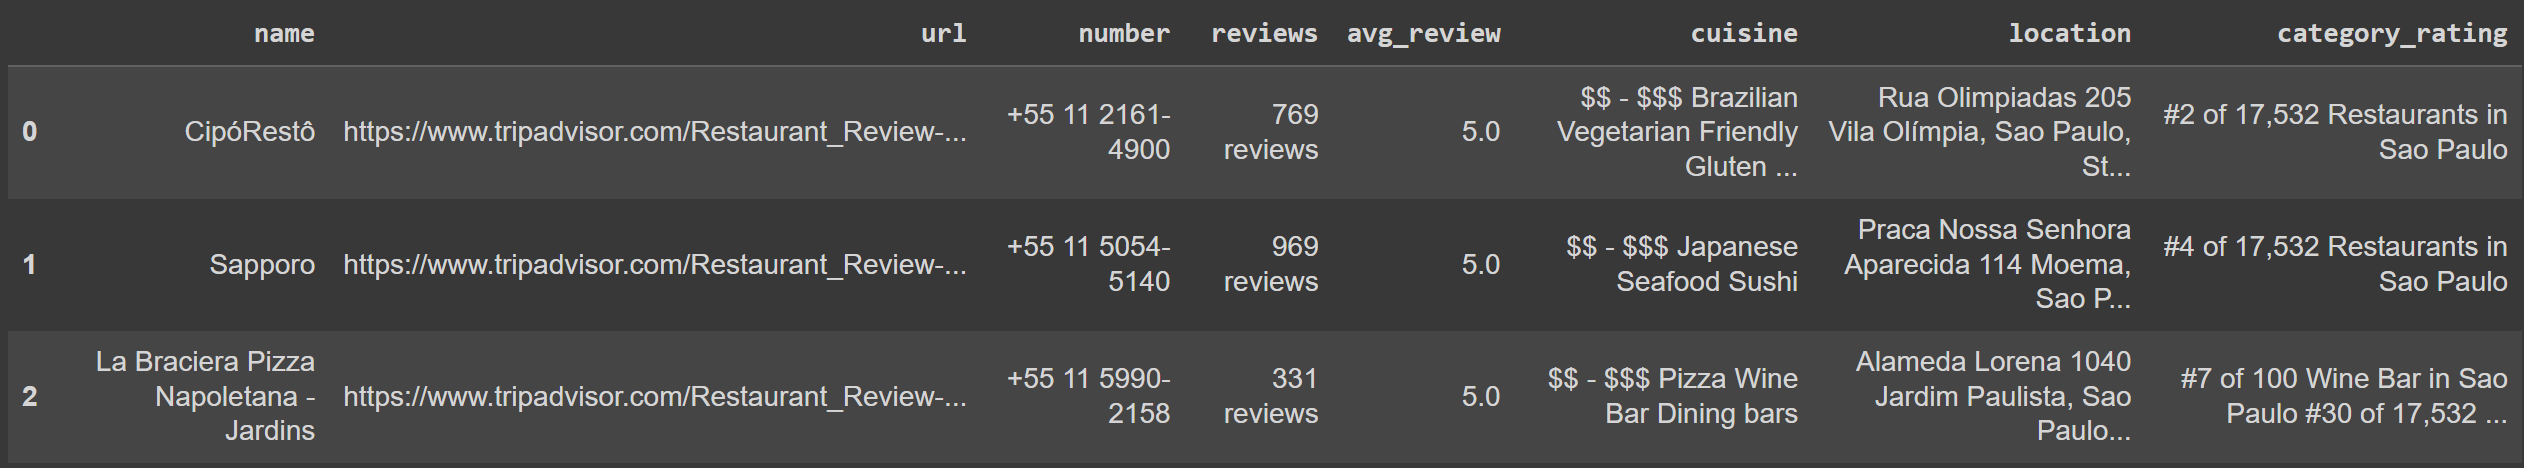 name url number reviews avg_review cuisine location category_rating
0 CipóRestô https://www.tripadvisor.com/Restaurant_Review-... +55 11 2161-4900 769 reviews 5.0 $$ - $$$ Brazilian Vegetarian Friendly Gluten ... Rua Olimpiadas 205 Vila Olímpia, Sao Paulo, St... #2 of 17,532 Restaurants in Sao Paulo
1 Sapporo https://www.tripadvisor.com/Restaurant_Review-... +55 11 5054-5140 969 reviews 5.0 $$ - $$$ Japanese Seafood Sushi Praca Nossa Senhora Aparecida 114 Moema, Sao P... #4 of 17,532 Restaurants in Sao Paulo
2 La Braciera Pizza Napoletana - Jardins https://www.tripadvisor.com/Restaurant_Review-... +55 11 5990-2158 331 reviews 5.0 $$ - $$$ Pizza Wine Bar Dining bars Alameda Lorena 1040 Jardim Paulista, Sao Paulo... #7 of 100 Wine Bar in Sao Paulo #30 of 17,532 ...